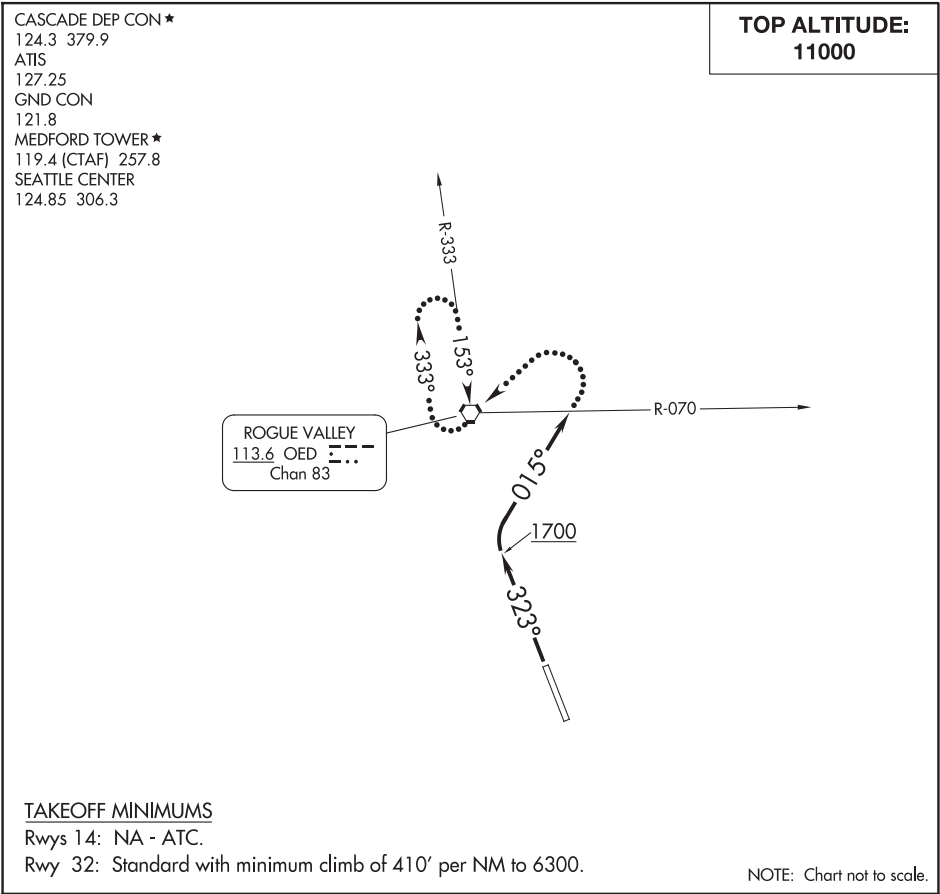 CASCADE DEP CON ★
124.3 379.9
ATIS
127.25
GND CON
121.8
MEDFORD TOWER ★
119.4 (CTAF) 257.8
SEATTLE CENTER
124.85 306.3
TOP ALTITUDE:
11000
R-333
153°
333°
R-070
ROGUE VALLEY
113.6 OED
Chan 83
015°
1700
323°
TAKEOFF MINIMUMS
Rwys 14: NA - ATC.
Rwy 32: Standard with minimum climb of 410' per NM to 6300.
NOTE: Chart not to scale.